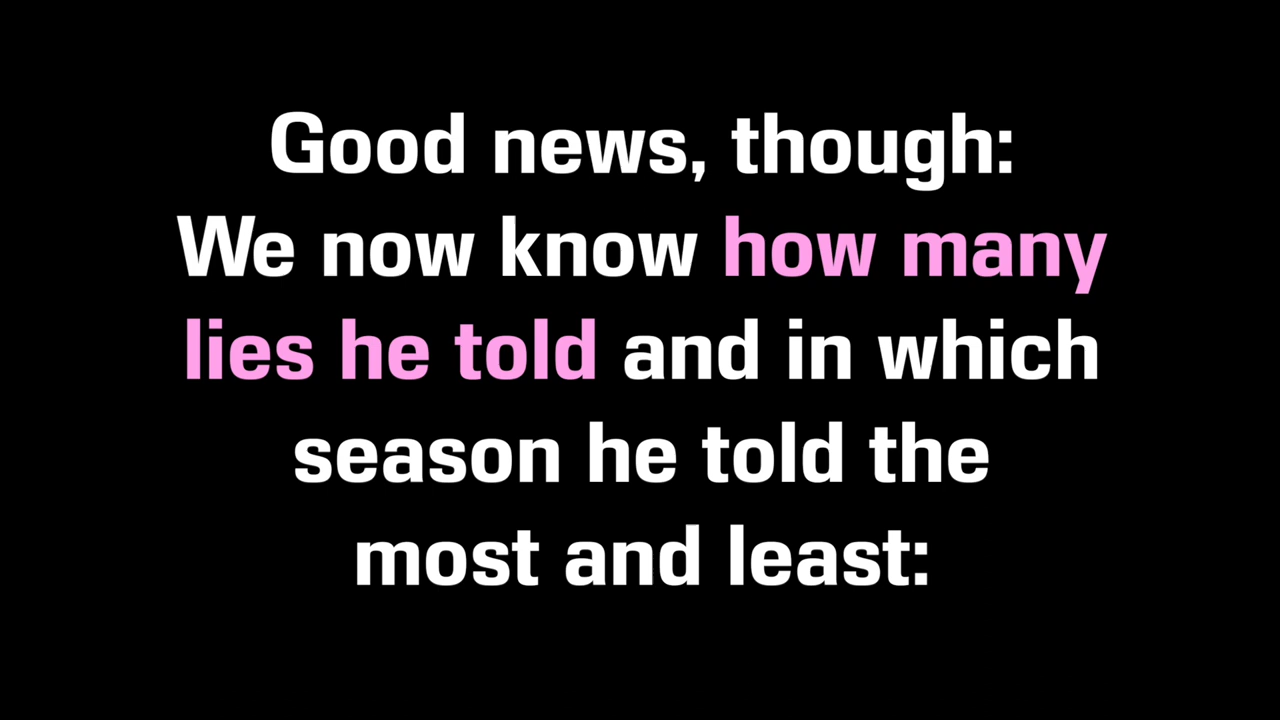 Good news, though:
We now know how many
lies he told and in which
season he told the
most and least: